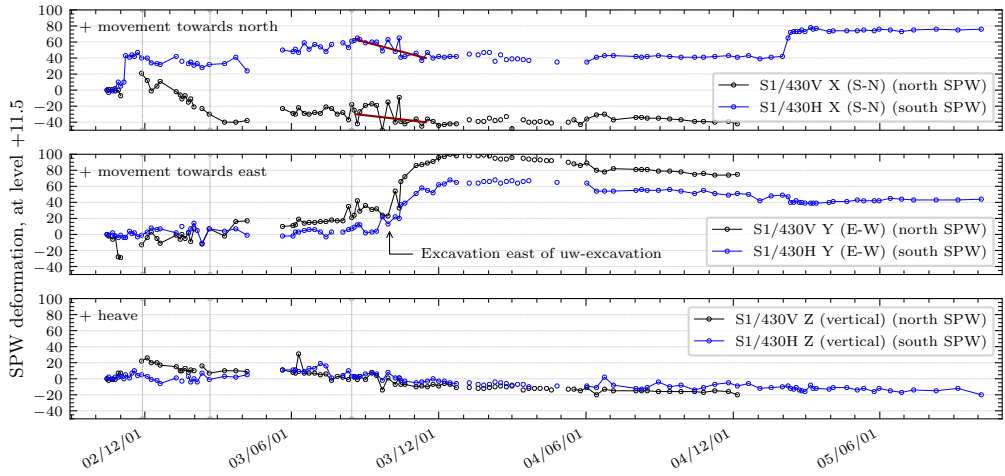 SPW deformation, at level +11.5
+ movement towards north
100
80
60
40
20
0
−20
−40
S1/430V X (S-N) (north SPW)
S1/430H X (S-N) (south SPW)
+ movement towards east
100
80
60
40
20
0
−20
−40
S1/430V Y (E-W) (north SPW)
S1/430H Y (E-W) (south SPW)
Excavation east of uw-excavation
+ heave
100
80
60
40
20
0
−20
−40
S1/430V Z (vertical) (north SPW)
S1/430H Z (vertical) (south SPW)
02/12/01
03/06/01
03/12/01
04/06/01
04/12/01
05/06/01